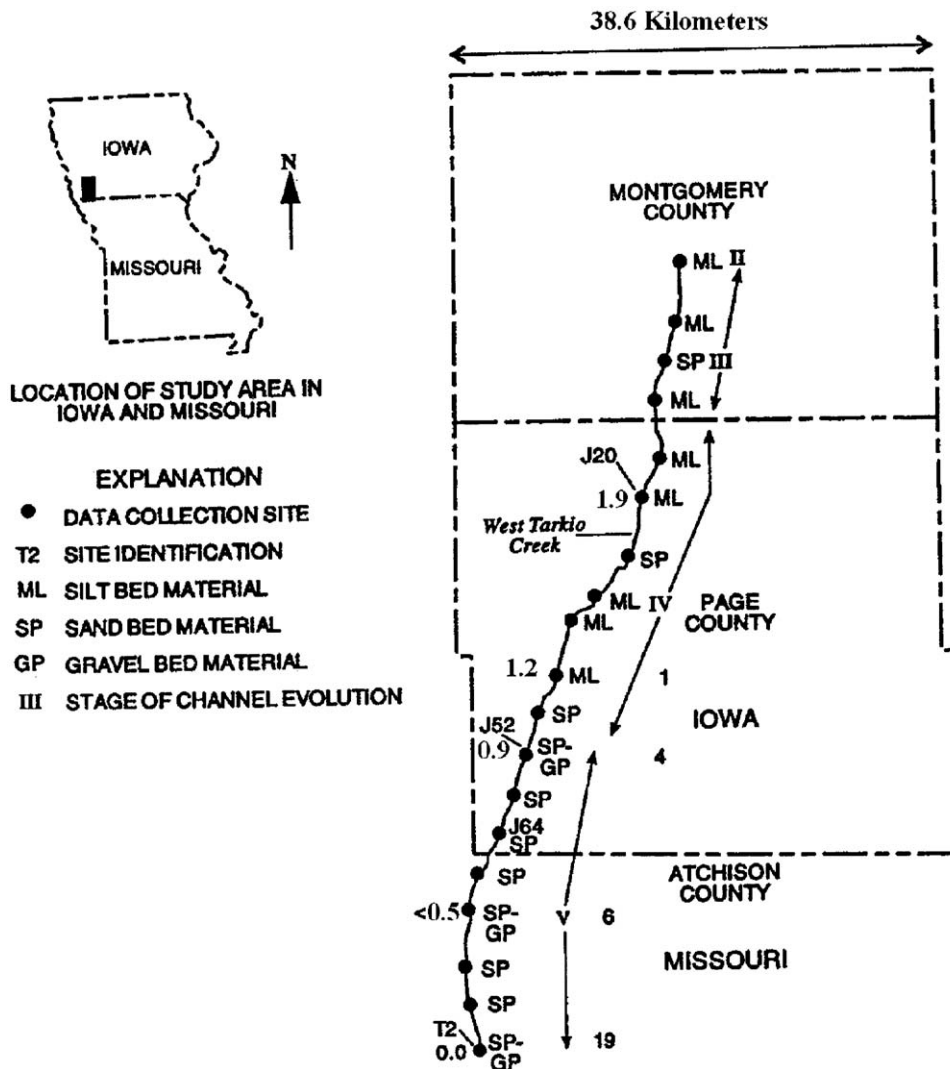 38.6 Kilometers
IOWA
N
MISSOURI
LOCATION OF STUDY AREA IN
IOWA AND MISSOURI
EXPLANATION
DATA COLLECTION SITE
T2 SITE IDENTIFICATION
ML SILT BED MATERIAL
SP SAND BED MATERIAL
GP GRAVEL BED MATERIAL
III STAGE OF CHANNEL EVOLUTION
MONTGOMERY
COUNTY
ML II
ML
SP III
ML
ML
J20
1.9 ML
West Tarkio
Creek
SP
ML IV
ML
PAGE
COUNTY
1.2 ML 1
SP
IOWA
J52
0.9 SP-
GP 4
SP
J64
SP
ATCHISON
COUNTY
SP
<0.5 SP-
GP
V 6
MISSOURI
SP
SP
T2
0.0 SP-
GP 19